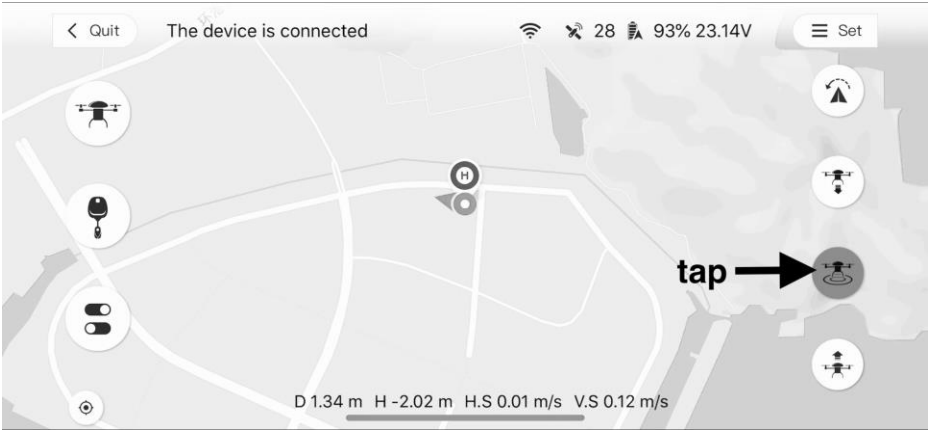 Quit
The device is connected
28
93% 23.14V
Set
H
tap
D 1.34 m H -2.02 m H.S 0.01 m/s V.S 0.12 m/s